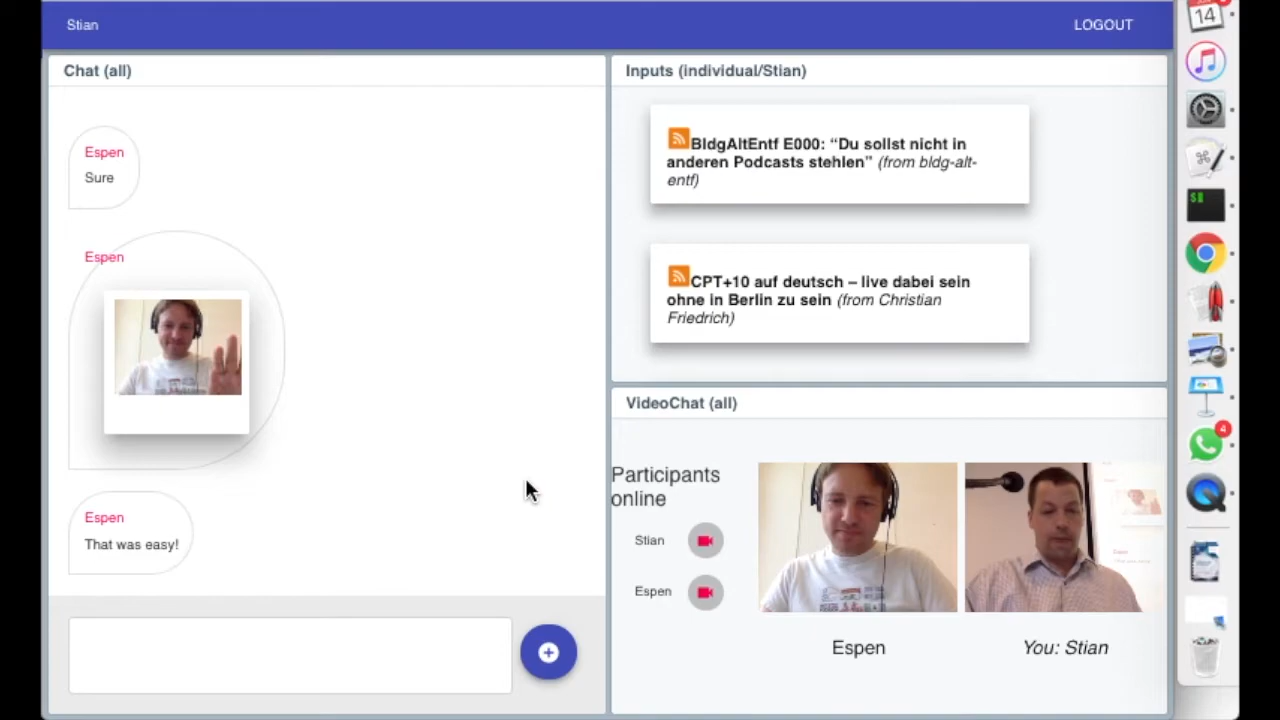 Stian
LOGOUT
Chat (all)
Espen
Sure
Espen
Espen
That was easy!
Inputs (individual/Stian)
BldgAltEntf E000: “Du sollst nicht in
anderen Podcasts stehlen” (from bldg-alt-
entf)
CPT+10 auf deutsch – live dabei sein
ohne in Berlin zu sein (from Christian
Friedrich)
VideoChat (all)
Participants
online
Stian
Espen
Espen
You: Stian
14
4